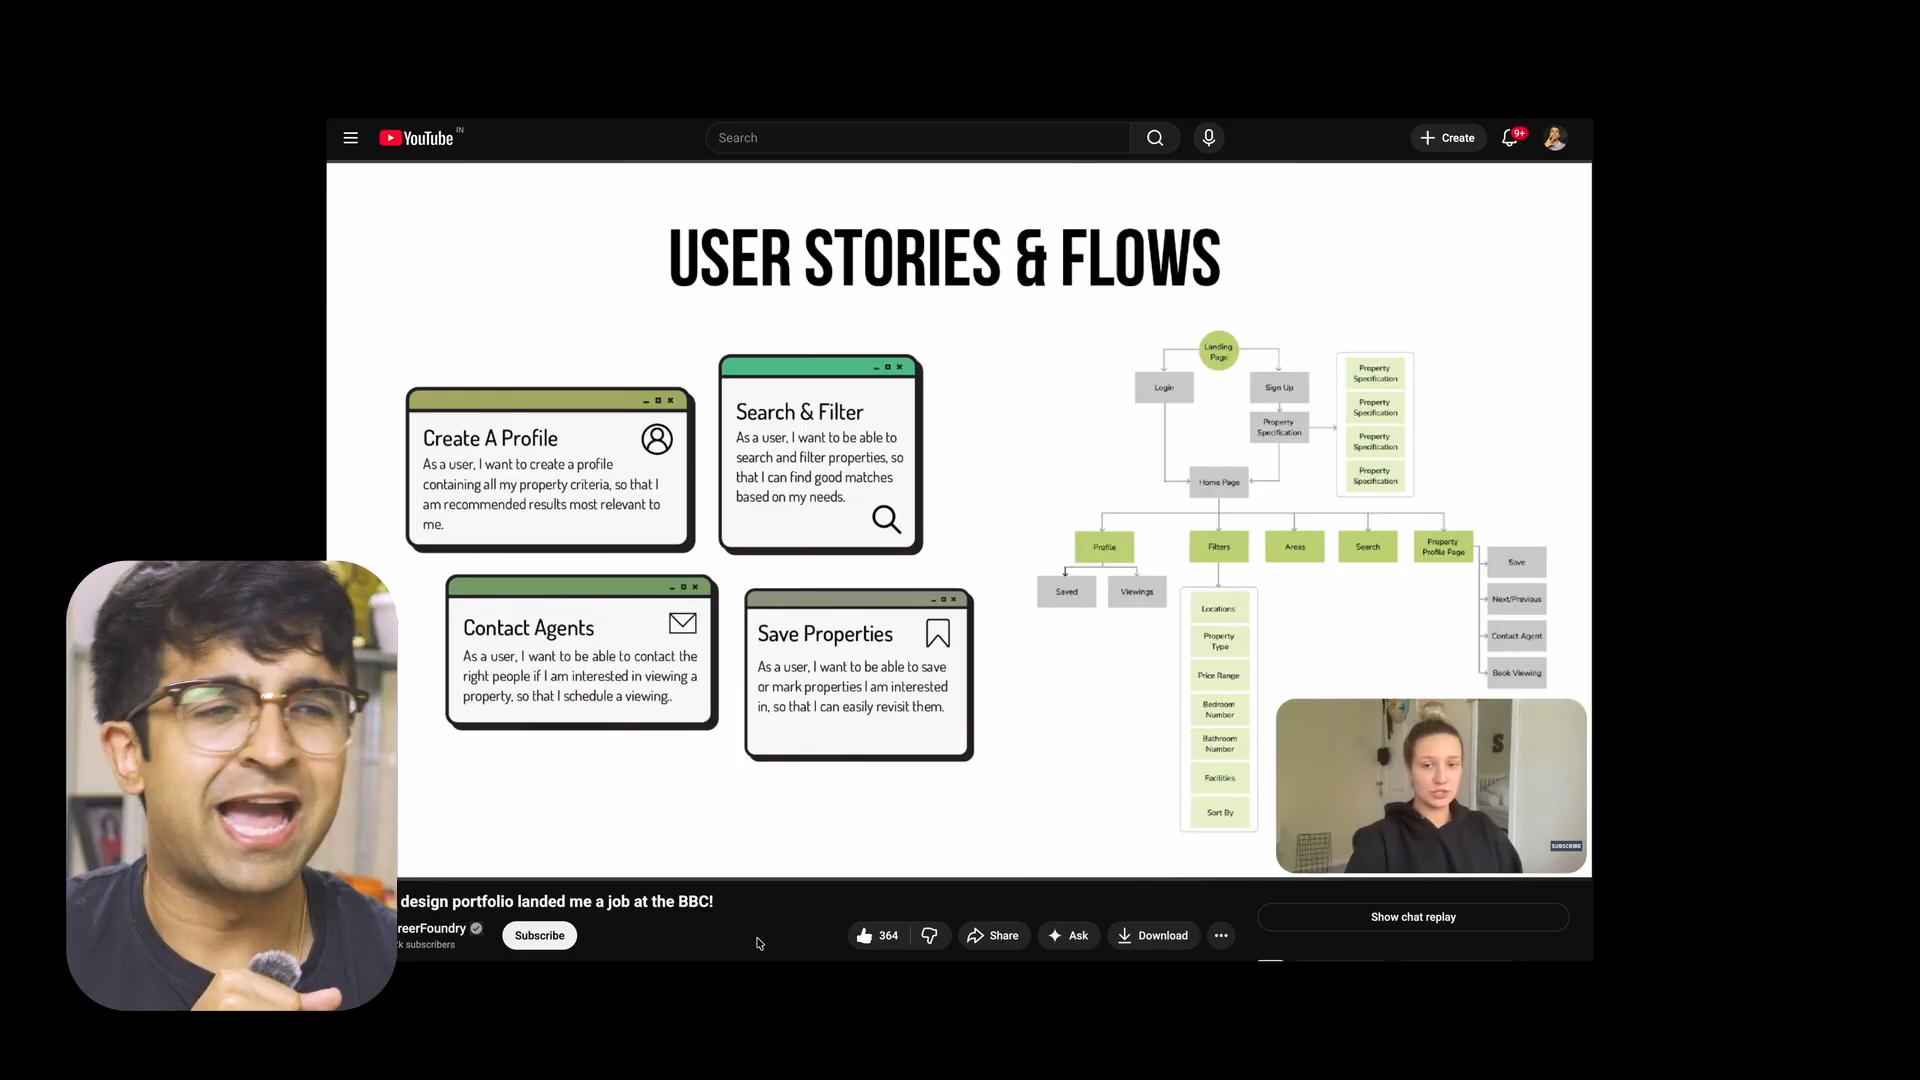 YouTube IN
Search
Create
9+
USER STORIES & FLOWS
Create A Profile
As a user, I want to create a profile
containing all my property criteria, so that I
am recommended results most relevant to
me.
Search & Filter
As a user, I want to be able to
search and filter properties, so
that I can find good matches
based on my needs.
Contact Agents
As a user, I want to be able to contact the
right people if I am interested in viewing a
property, so that I schedule a viewing..
Save Properties
As a user, I want to be able to save
or mark properties I am interested
in, so that I can easily revisit them.
Landing
Page
Login
Sign Up
Property
Specification
Property
Specification
Property
Specification
Property
Specification
Property
Specification
Home Page
Profile
Filters
Areas
Search
Property
Profile Page
Saved
Viewings
Save
Next/Previous
Contact Agent
Book Viewing
Locations
Property
Type
Price Range
Bedroom
Number
Bathroom
Number
Facilities
Sort By
S
SUBSCRIBE
design portfolio landed me a job at the BBC!
reerFoundry
k subscribers
Subscribe
364
Share
Ask
Download
Show chat replay